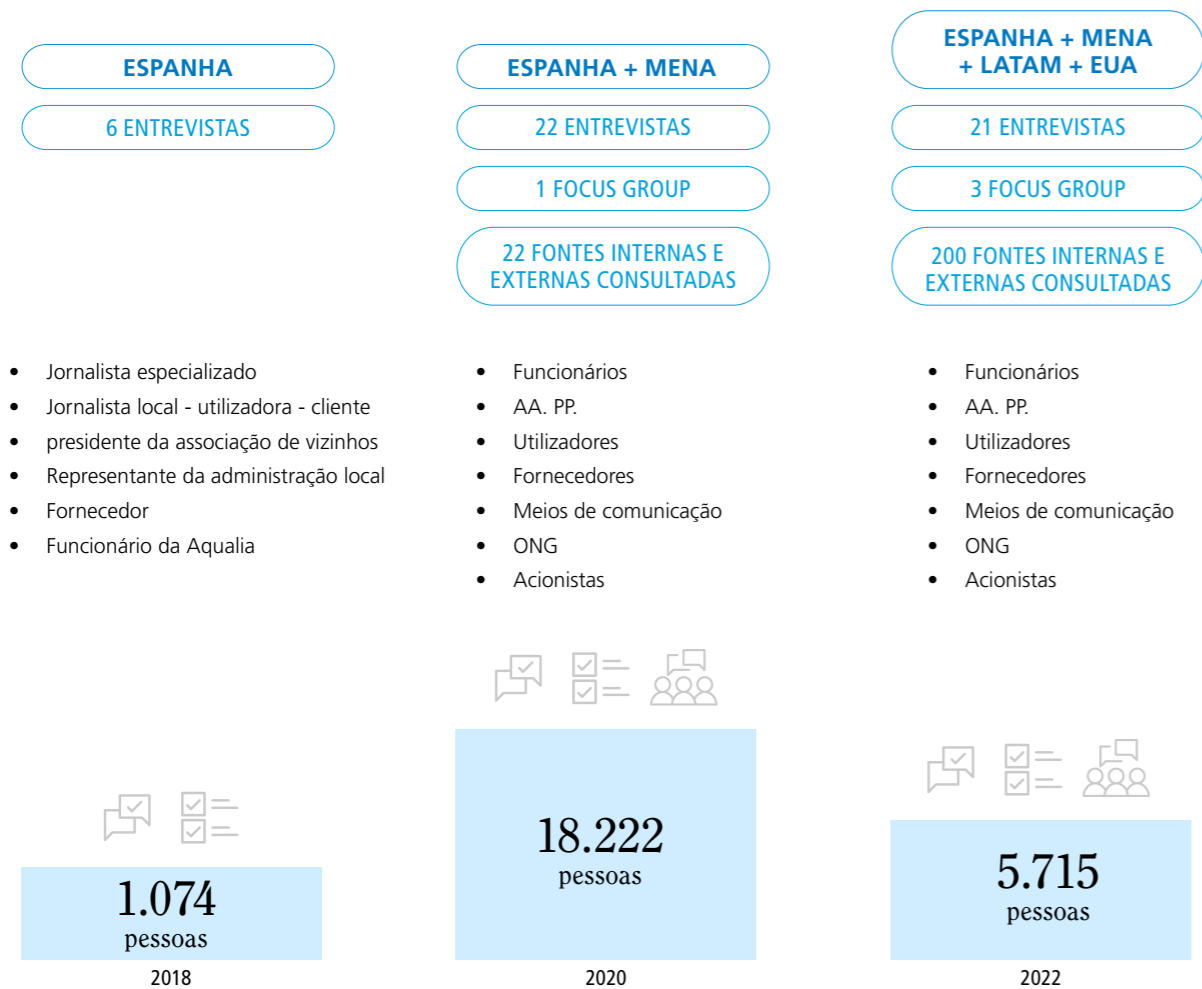 ESPANHA
6 ENTREVISTAS
• Jornalista especializado
• Jornalista local - utilizadora - cliente
• presidente da associação de vizinhos
• Representante da administração local
• Fornecedor
• Funcionário da Aqualia
1.074
pessoas
2018
ESPANHA + MENA
22 ENTREVISTAS
1 FOCUS GROUP
22 FONTES INTERNAS E
EXTERNAS CONSULTADAS
• Funcionários
• AA. PP.
• Utilizadores
• Fornecedores
• Meios de comunicação
• ONG
• Acionistas
18.222
pessoas
2020
ESPANHA + MENA
+ LATAM + EUA
21 ENTREVISTAS
3 FOCUS GROUP
200 FONTES INTERNAS E
EXTERNAS CONSULTADAS
• Funcionários
• AA. PP.
• Utilizadores
• Fornecedores
• Meios de comunicação
• ONG
• Acionistas
5.715
pessoas
2022